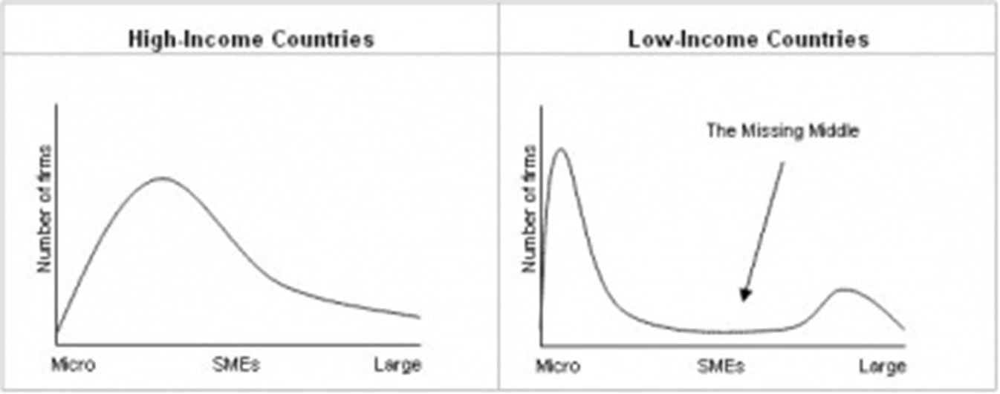 High-Income Countries
Low-Income Countries
Number of firms
Micro
SMEs
Large
The Missing Middle
Number of firms
Micro
SMEs
Large